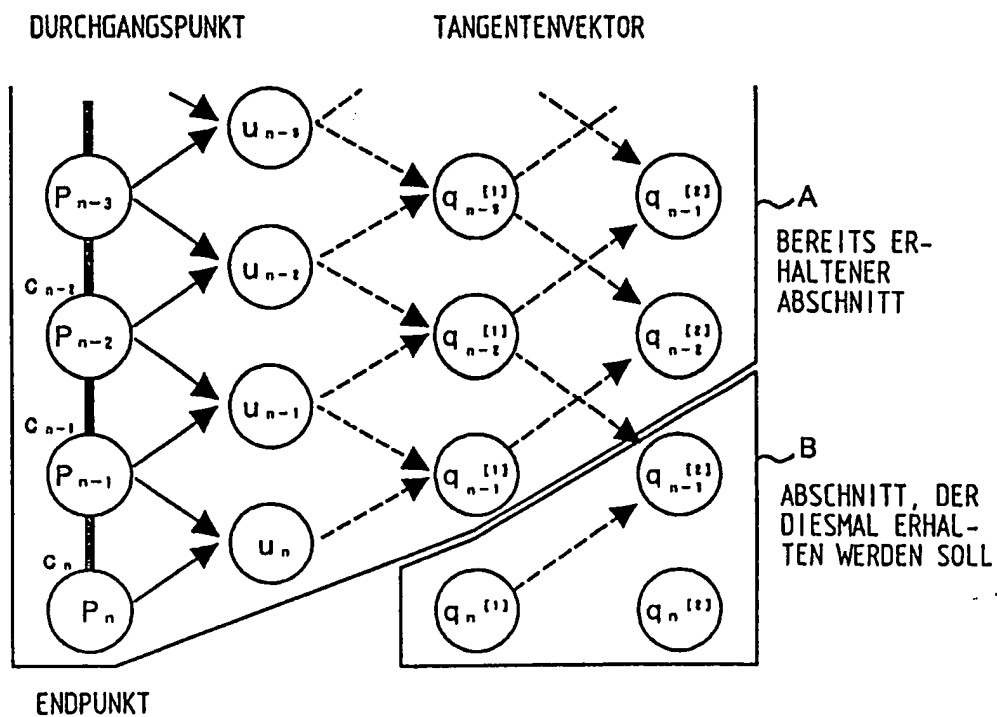 DURCHGANGSPUNKT TANGENTENVEKTOR
u n-3
P n-3 q n-3 [1] q n-1 [2] A
BEREITS ER-
HALTENER
ABSCHNITT
u n-2
C n-2
P n-2 q n-2 [1] q n-2 [2]
u n-1
C n-1
P n-1 q n-1 [1] q n-1 [2] B
ABSCHNITT, DER
DIESMAL ERHAL-
TEN WERDEN SOLL
u n
C n
P n q n [1] q n [2]
ENDPUNKT